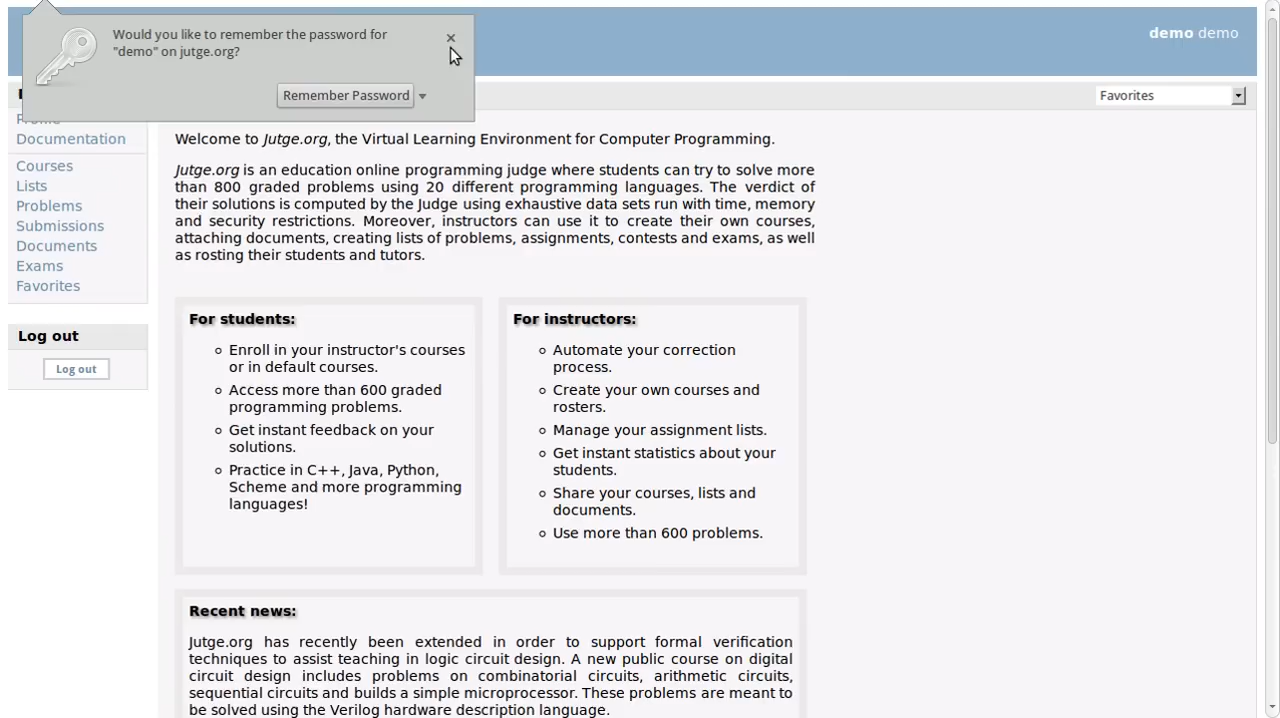 Would you like to remember the password for
"demo" on jutge.org?
demo demo
Remember Password
Favorites
Documentation
Courses
Lists
Problems
Submissions
Documents
Exams
Favorites
Log out
Log out
Welcome to Jutge.org, the Virtual Learning Environment for Computer Programming.
Jutge.org is an education online programming judge where students can try to solve more
than 800 graded problems using 20 different programming languages. The verdict of
their solutions is computed by the Judge using exhaustive data sets run with time, memory
and security restrictions. Moreover, instructors can use it to create their own courses,
attaching documents, creating lists of problems, assignments, contests and exams, as well
as rosting their students and tutors.
For students:
Enroll in your instructor's courses
or in default courses.
Access more than 600 graded
programming problems.
Get instant feedback on your
solutions.
Practice in C++, Java, Python,
Scheme and more programming
languages!
For instructors:
Automate your correction
process.
Create your own courses and
rosters.
Manage your assignment lists.
Get instant statistics about your
students.
Share your courses, lists and
documents.
Use more than 600 problems.
Recent news:
Jutge.org has recently been extended in order to support formal verification
techniques to assist teaching in logic circuit design. A new public course on digital
circuit design includes problems on combinatorial circuits, arithmetic circuits,
sequential circuits and builds a simple microprocessor. These problems are meant to
be solved using the Verilog hardware description language.